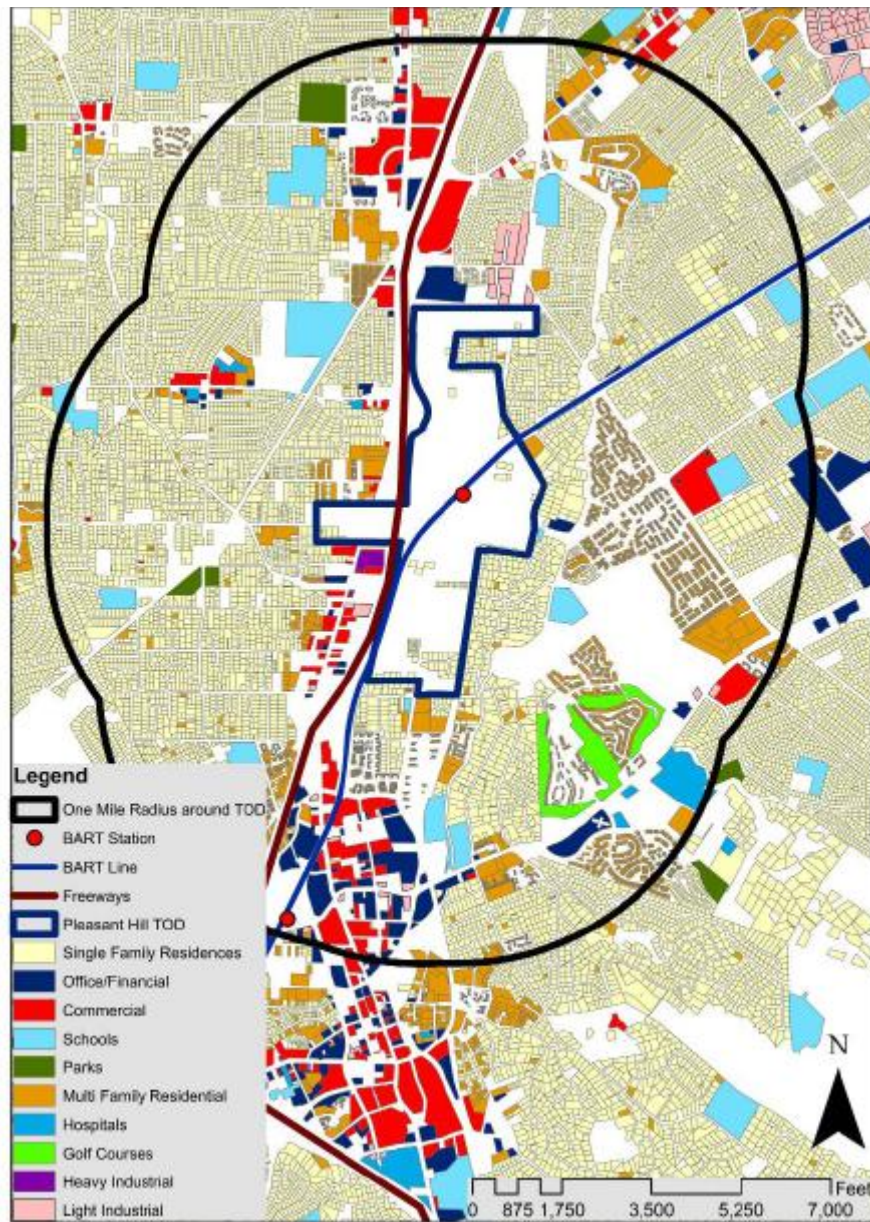 Legend
One Mile Radius around TOD
BART Station
BART Line
Freeways
Pleasant Hill TOD
Single Family Residences
Office/Financial
Commercial
Schools
Parks
Multi Family Residential
Hospitals
Golf Courses
Heavy Industrial
Light Industrial
N
Feet
0 875 1,750 3,500 5,250 7,000